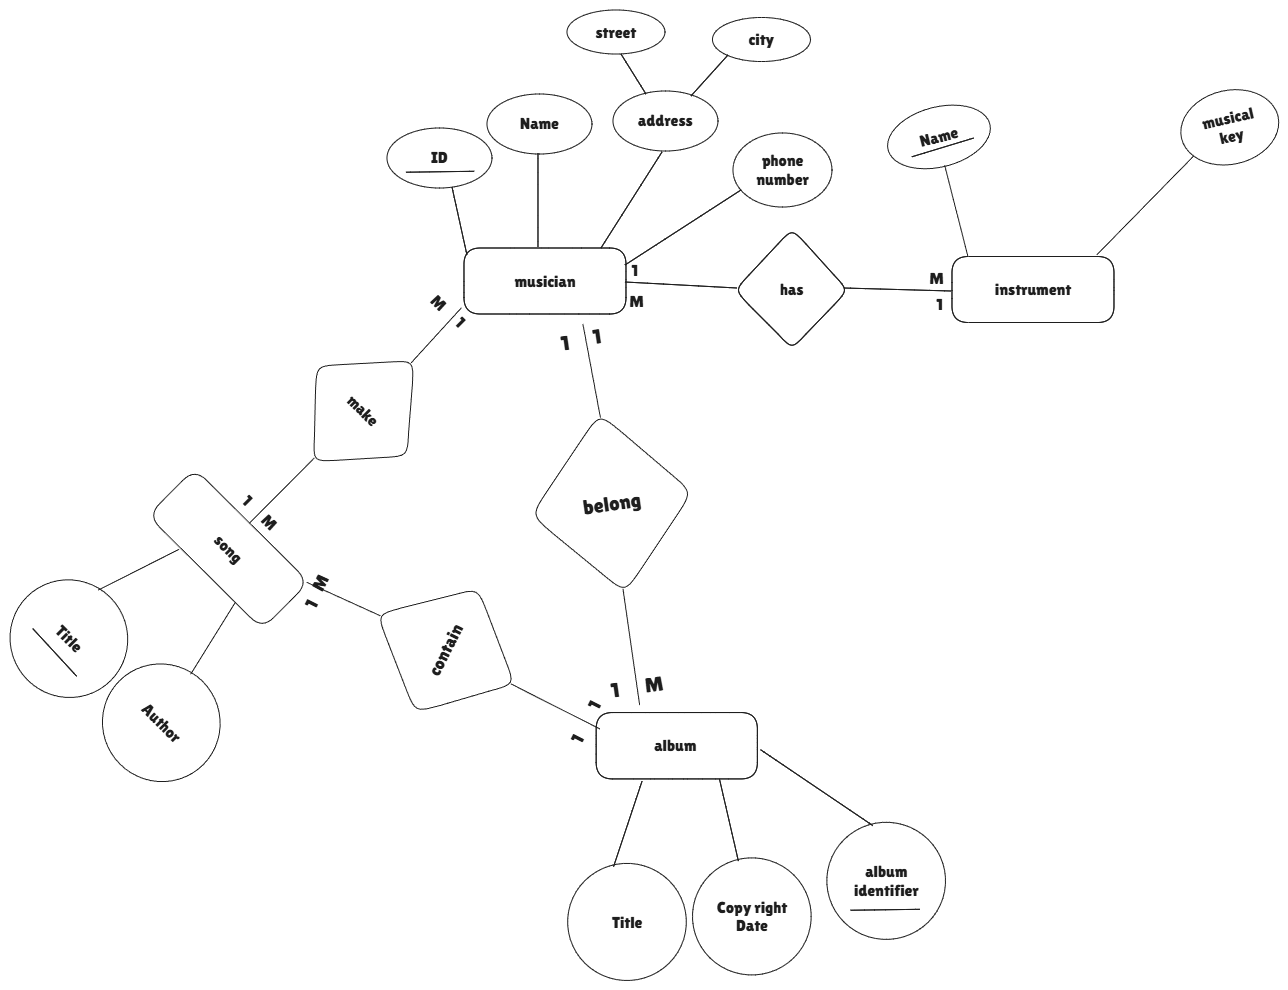 street
city
Name
address
ID
phone
number
Name
musical
key
musician
1
M
has
M
1
instrument
M
1
1
1
make
belong
1
M
song
M
1
contain
Title
Author
1
M
1
1
album
Title
Copy right
Date
album
identifier